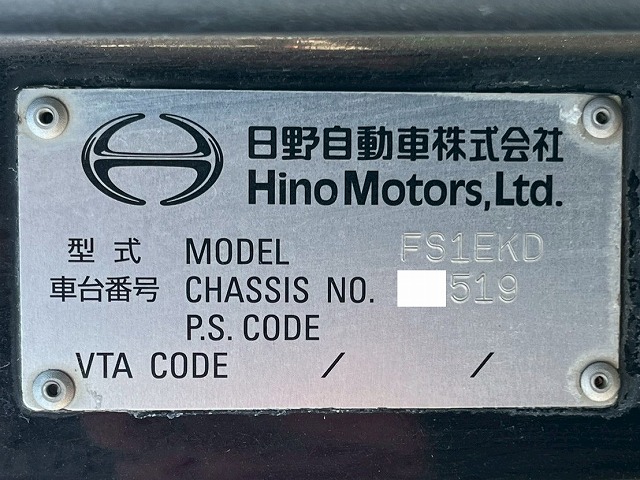 日野自動車株式会社
Hino Motors, Ltd.
型式 MODEL FS1EKD
車台番号 CHASSIS NO. 519
P.S. CODE
VTA CODE / /